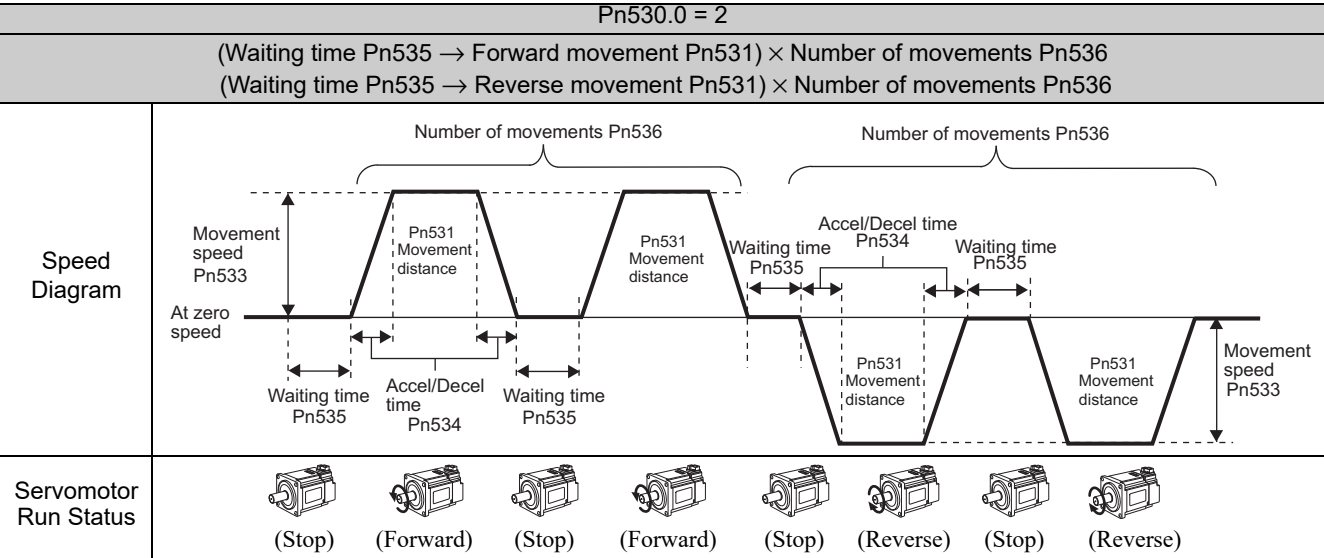 Pn530.0 = 2
(Waiting time Pn535 → Forward movement Pn531) × Number of movements Pn536
(Waiting time Pn535 → Reverse movement Pn531) × Number of movements Pn536
Speed
Diagram
Number of movements Pn536
Number of movements Pn536
Movement
speed
Pn533
At zero
speed
Pn531
Movement
distance
Pn531
Movement
distance
Waiting time
Pn535
Accel/Decel time
Pn534
Waiting time
Pn535
Waiting time
Pn535
Accel/Decel
time
Pn534
Waiting time
Pn535
Pn531
Movement
distance
Pn531
Movement
distance
Movement
speed
Pn533
Servomotor
Run Status
(Stop)
(Forward)
(Stop)
(Forward)
(Stop)
(Reverse)
(Stop)
(Reverse)